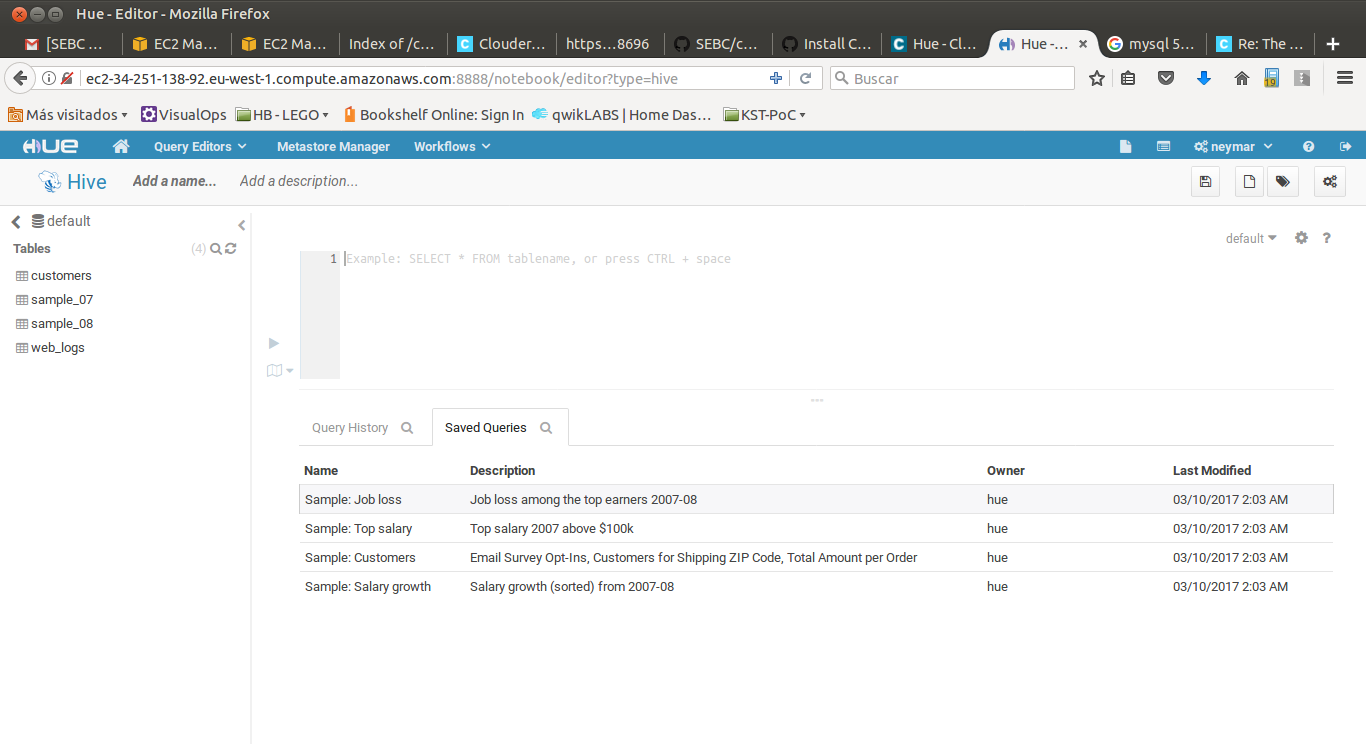 Hue - Editor - Mozilla Firefox
[SEBC ... EC2 Ma... EC2 Ma... Index of /c... Clouder... https...8696 SEBC/c... Install C... Hue - Cl... Hue -... mysql 5... Re: The ...
ec2-34-251-138-92.eu-west-1.compute.amazonaws.com:8888/notebook/editor?type=hive Buscar 19
Más visitados VisualOps HB - LEGO Bookshelf Online: Sign In qwikLABS | Home Das... KST-PoC
HUE Query Editors Metastore Manager Workflows neymar
Hive Add a name... Add a description...
default
Tables (4)
customers
sample_07
sample_08
web_logs
default ?
1 Example: SELECT * FROM tablename, or press CTRL + space
Query History Saved Queries
Name Description Owner Last Modified
Sample: Job loss Job loss among the top earners 2007-08 hue 03/10/2017 2:03 AM
Sample: Top salary Top salary 2007 above $100k hue 03/10/2017 2:03 AM
Sample: Customers Email Survey Opt-Ins, Customers for Shipping ZIP Code, Total Amount per Order hue 03/10/2017 2:03 AM
Sample: Salary growth Salary growth (sorted) from 2007-08 hue 03/10/2017 2:03 AM